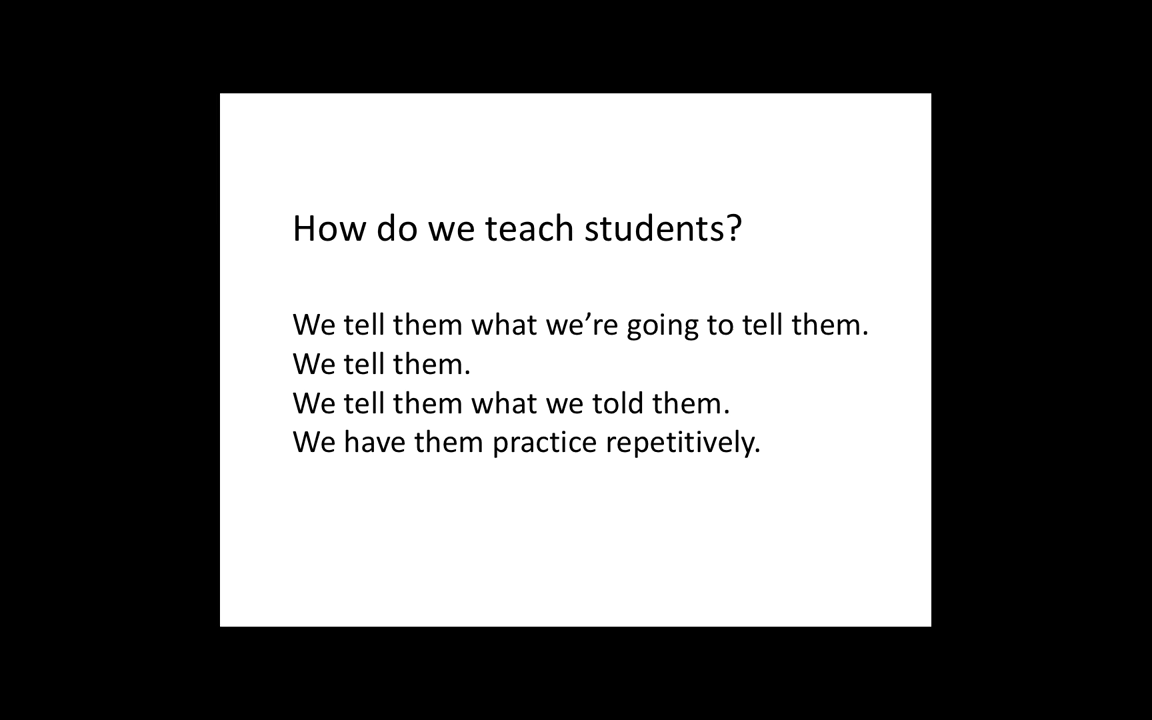 How do we teach students?
We tell them what we’re going to tell them.
We tell them.
We tell them what we told them.
We have them practice repetitively.